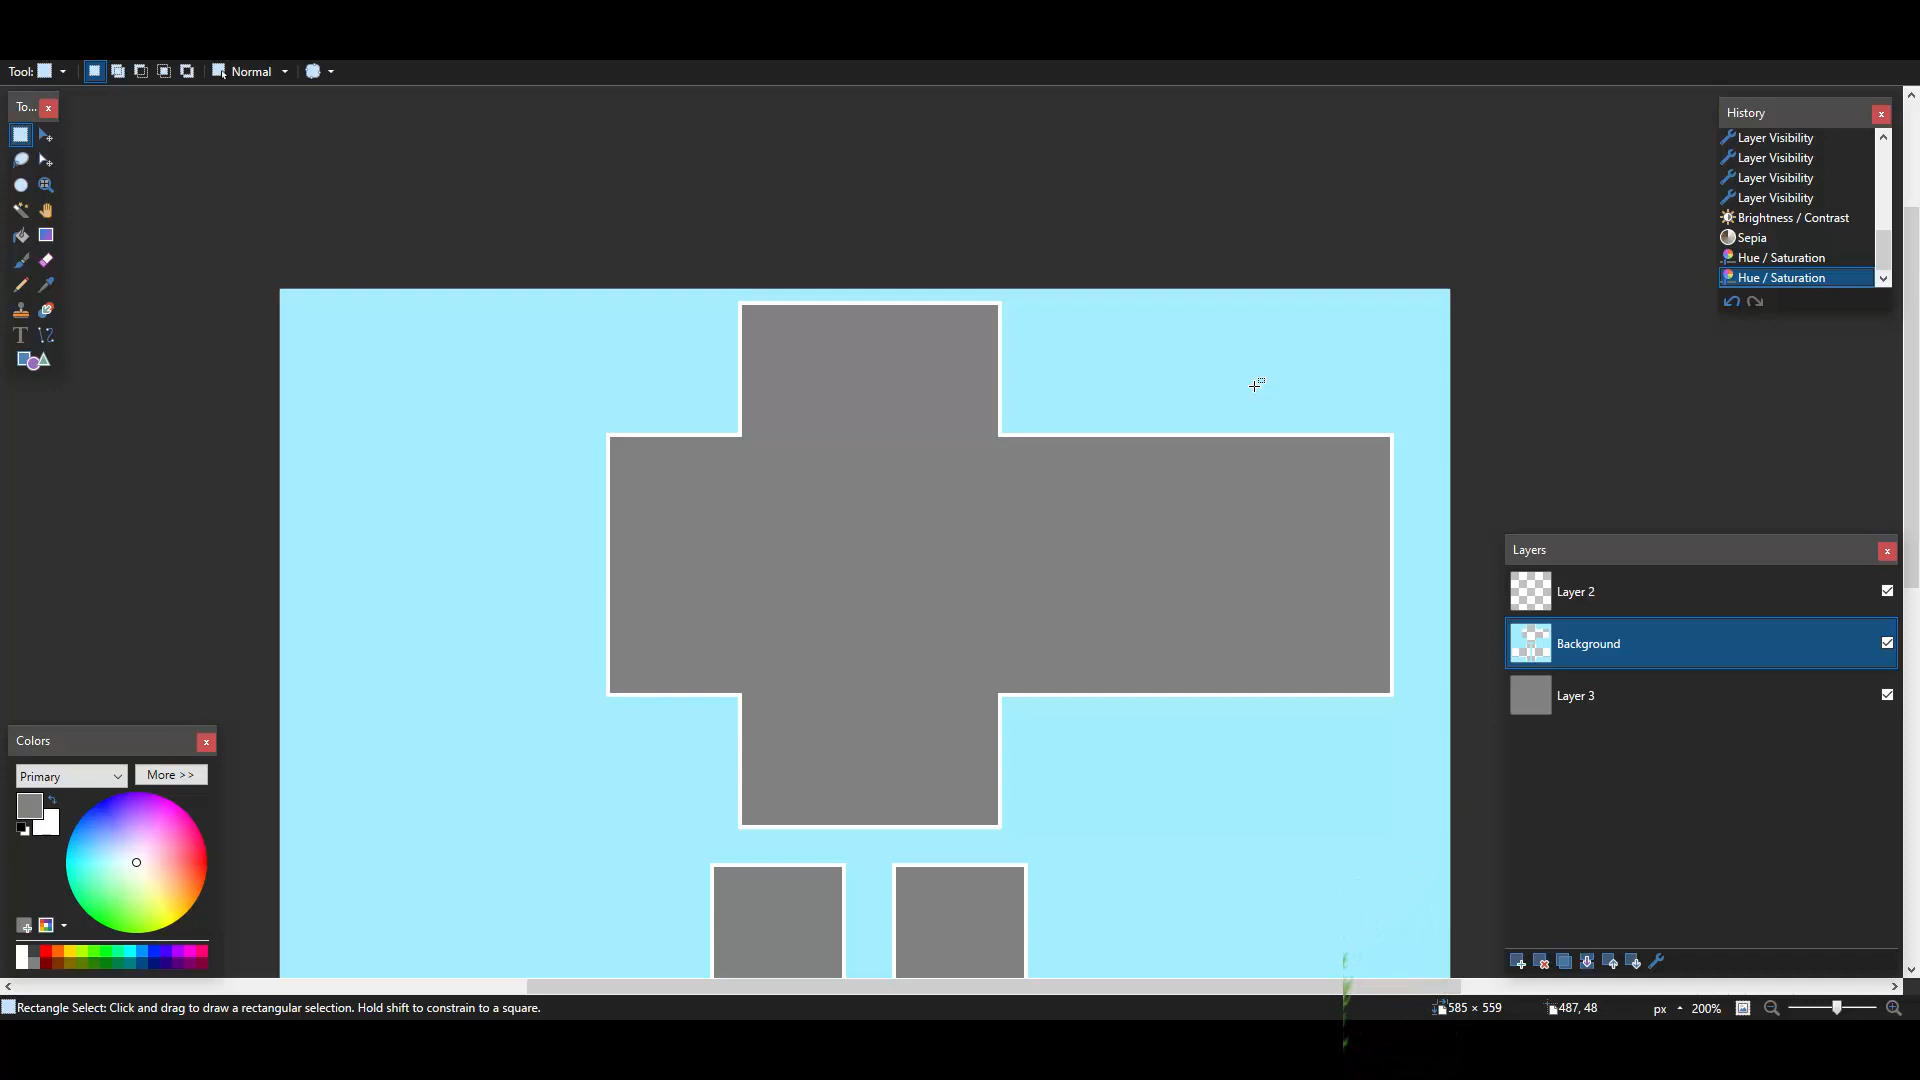 Tool:
Normal
To...
History
Layer Visibility
Layer Visibility
Layer Visibility
Layer Visibility
Brightness / Contrast
Sepia
Hue / Saturation
Hue / Saturation
Layers
Layer 2
Background
Layer 3
Colors
Primary
More >>
Rectangle Select: Click and drag to draw a rectangular selection. Hold shift to constrain to a square.
585 × 559
487, 48
px
200%